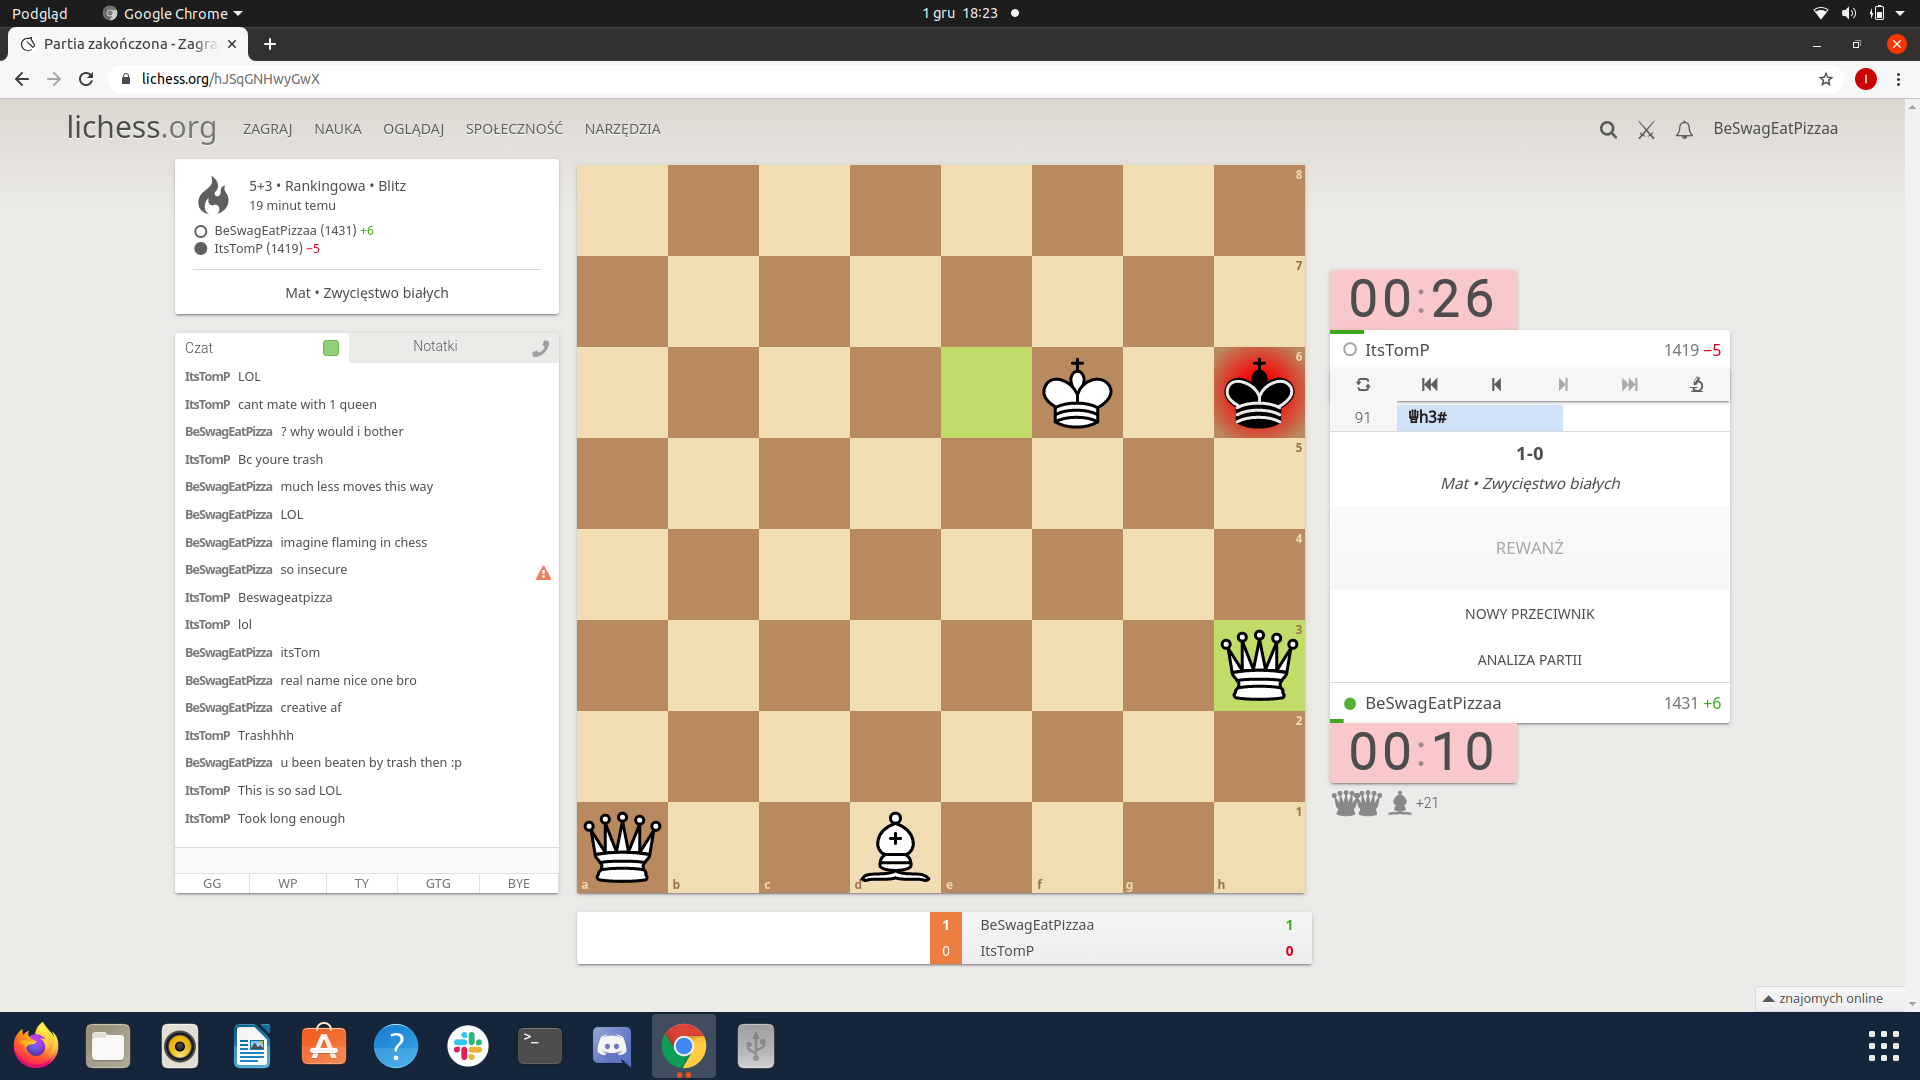 Podgląd
Google Chrome
1 gru 18:23
Partia zakończona - Zagra
lichess.org/hJSqGNHwyGwX
I
lichess.org
ZAGRAJ
NAUKA
OGLĄDAJ
SPOŁECZNOŚĆ
NARZĘDZIA
BeSwagEatPizzaa
5+3 • Rankingowa • Blitz
19 minut temu
BeSwagEatPizzaa (1431) +6
ItsTomP (1419) −5
Mat • Zwycięstwo białych
Czat
Notatki
ItsTomP LOL
ItsTomP cant mate with 1 queen
BeSwagEatPizza ? why would i bother
ItsTomP Bc youre trash
BeSwagEatPizza much less moves this way
BeSwagEatPizza LOL
BeSwagEatPizza imagine flaming in chess
BeSwagEatPizza so insecure
ItsTomP Beswageatpizza
ItsTomP lol
BeSwagEatPizza itsTom
BeSwagEatPizza real name nice one bro
BeSwagEatPizza creative af
ItsTomP Trashhhh
BeSwagEatPizza u been beaten by trash then :p
ItsTomP This is so sad LOL
ItsTomP Took long enough
GG
WP
TY
GTG
BYE
8
7
6
5
4
3
2
1
a
b
c
d
e
f
g
h
00:26
ItsTomP 1419 −5
91 ♕h3#
1-0
Mat • Zwycięstwo białych
REWANŻ
NOWY PRZECIWNIK
ANALIZA PARTII
BeSwagEatPizzaa 1431 +6
00:10
+21
1 BeSwagEatPizzaa 1
0 ItsTomP 0
znajomych online